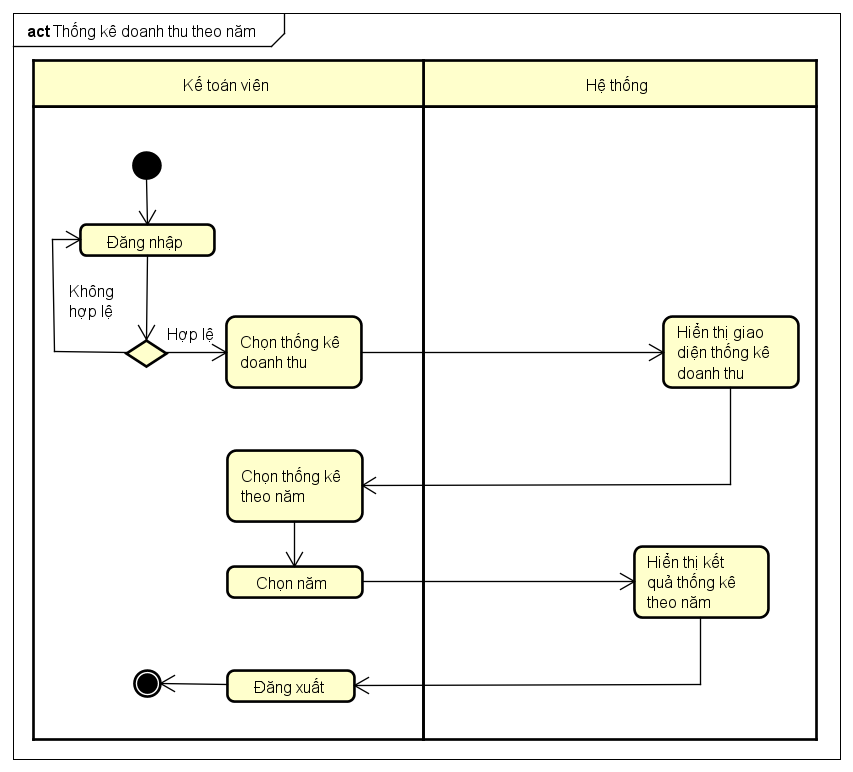 act Thống kê doanh thu theo năm
Kế toán viên
Hệ thống
Đăng nhập
Không
hợp lệ
Hợp lệ
Chọn thống kê
doanh thu
Hiển thị giao
diện thống kê
doanh thu
Chọn thống kê
theo năm
Chọn năm
Hiển thị kết
quả thống kê
theo năm
Đăng xuất